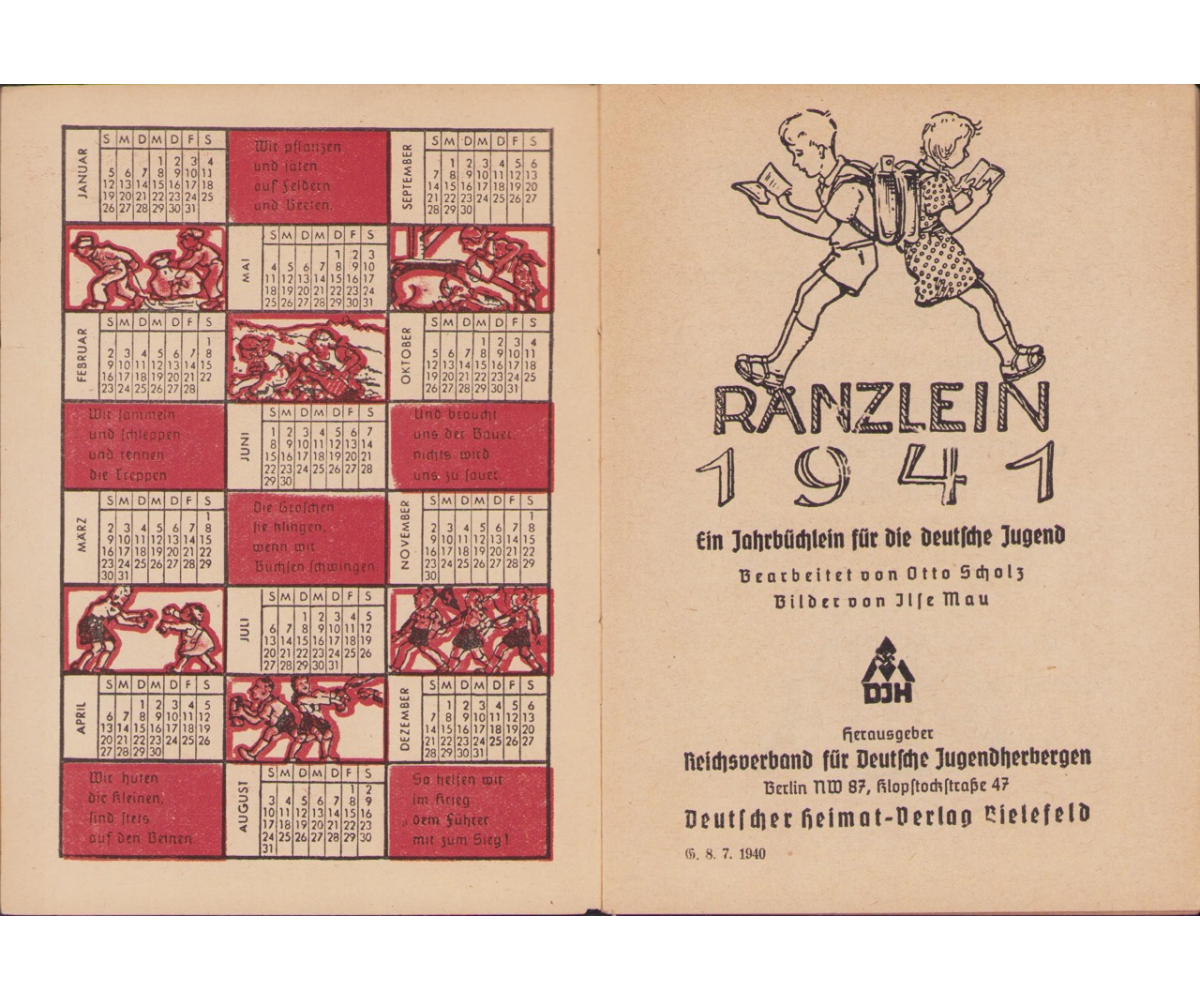 JANUAR
S M D M D F S
1 2 3 4
5 6 7 8 9 10 11
12 13 14 15 16 17 18
19 20 21 22 23 24 25
26 27 28 29 30 31
FEBRUAR
S M D M D F S
1
2 3 4 5 6 7 8
9 10 11 12 13 14 15
16 17 18 19 20 21 22
23 24 25 26 27 28
Wir sammeln
und schleppen
und rennen
die Treppen
MÄRZ
S M D M D F S
1
2 3 4 5 6 7 8
9 10 11 12 13 14 15
16 17 18 19 20 21 22
23 24 25 26 27 28 29
30 31
APRIL
S M D M D F S
1 2 3 4 5
6 7 8 9 10 11 12
13 14 15 16 17 18 19
20 21 22 23 24 25 26
27 28 29 30
Wir hüten
die Kleinen,
sind stets
auf den Beinen.
Wir pflanzen
und jäten
auf Feldern
und Beeten.
MAI
S M D M D F S
1 2 3
4 5 6 7 8 9 10
11 12 13 14 15 16 17
18 19 20 21 22 23 24
25 26 27 28 29 30 31
JUNI
S M D M D F S
1 2 3 4 5 6 7
8 9 10 11 12 13 14
15 16 17 18 19 20 21
22 23 24 25 26 27 28
29 30
Die Groschen
sie klingen,
wenn wir
Büchsen schwingen
JULI
S M D M D F S
1 2 3 4 5
6 7 8 9 10 11 12
13 14 15 16 17 18 19
20 21 22 23 24 25 26
27 28 29 30 31
AUGUST
S M D M D F S
1 2
3 4 5 6 7 8 9
10 11 12 13 14 15 16
17 18 19 20 21 22 23
24 25 26 27 28 29 30
31
SEPTEMBER
S M D M D F S
1 2 3 4 5 6
7 8 9 10 11 12 13
14 15 16 17 18 19 20
21 22 23 24 25 26 27
28 29 30
OKTOBER
S M D M D F S
1 2 3 4
5 6 7 8 9 10 11
12 13 14 15 16 17 18
19 20 21 22 23 24 25
26 27 28 29 30 31
Und braucht
uns der Bauer,
nichts wird
uns zu sauer.
NOVEMBER
S M D M D F S
1
2 3 4 5 6 7 8
9 10 11 12 13 14 15
16 17 18 19 20 21 22
23 24 25 26 27 28 29
30
DEZEMBER
S M D M D F S
1 2 3 4 5 6
7 8 9 10 11 12 13
14 15 16 17 18 19 20
21 22 23 24 25 26 27
28 29 30 31
So helfen wir
im Krieg
dem Führer
mit zum Sieg!
RÄNZLEIN
1941
Ein Jahrbüchlein für die deutsche Jugend
Bearbeitet von Otto Scholz
Bilder von Ilse Mau
DJH
Herausgeber
Reichsverband für Deutsche Jugendherbergen
Berlin NW 87, Klopstockstraße 47
Deutscher Heimat-Verlag Bielefeld
G. 8. 7. 1940